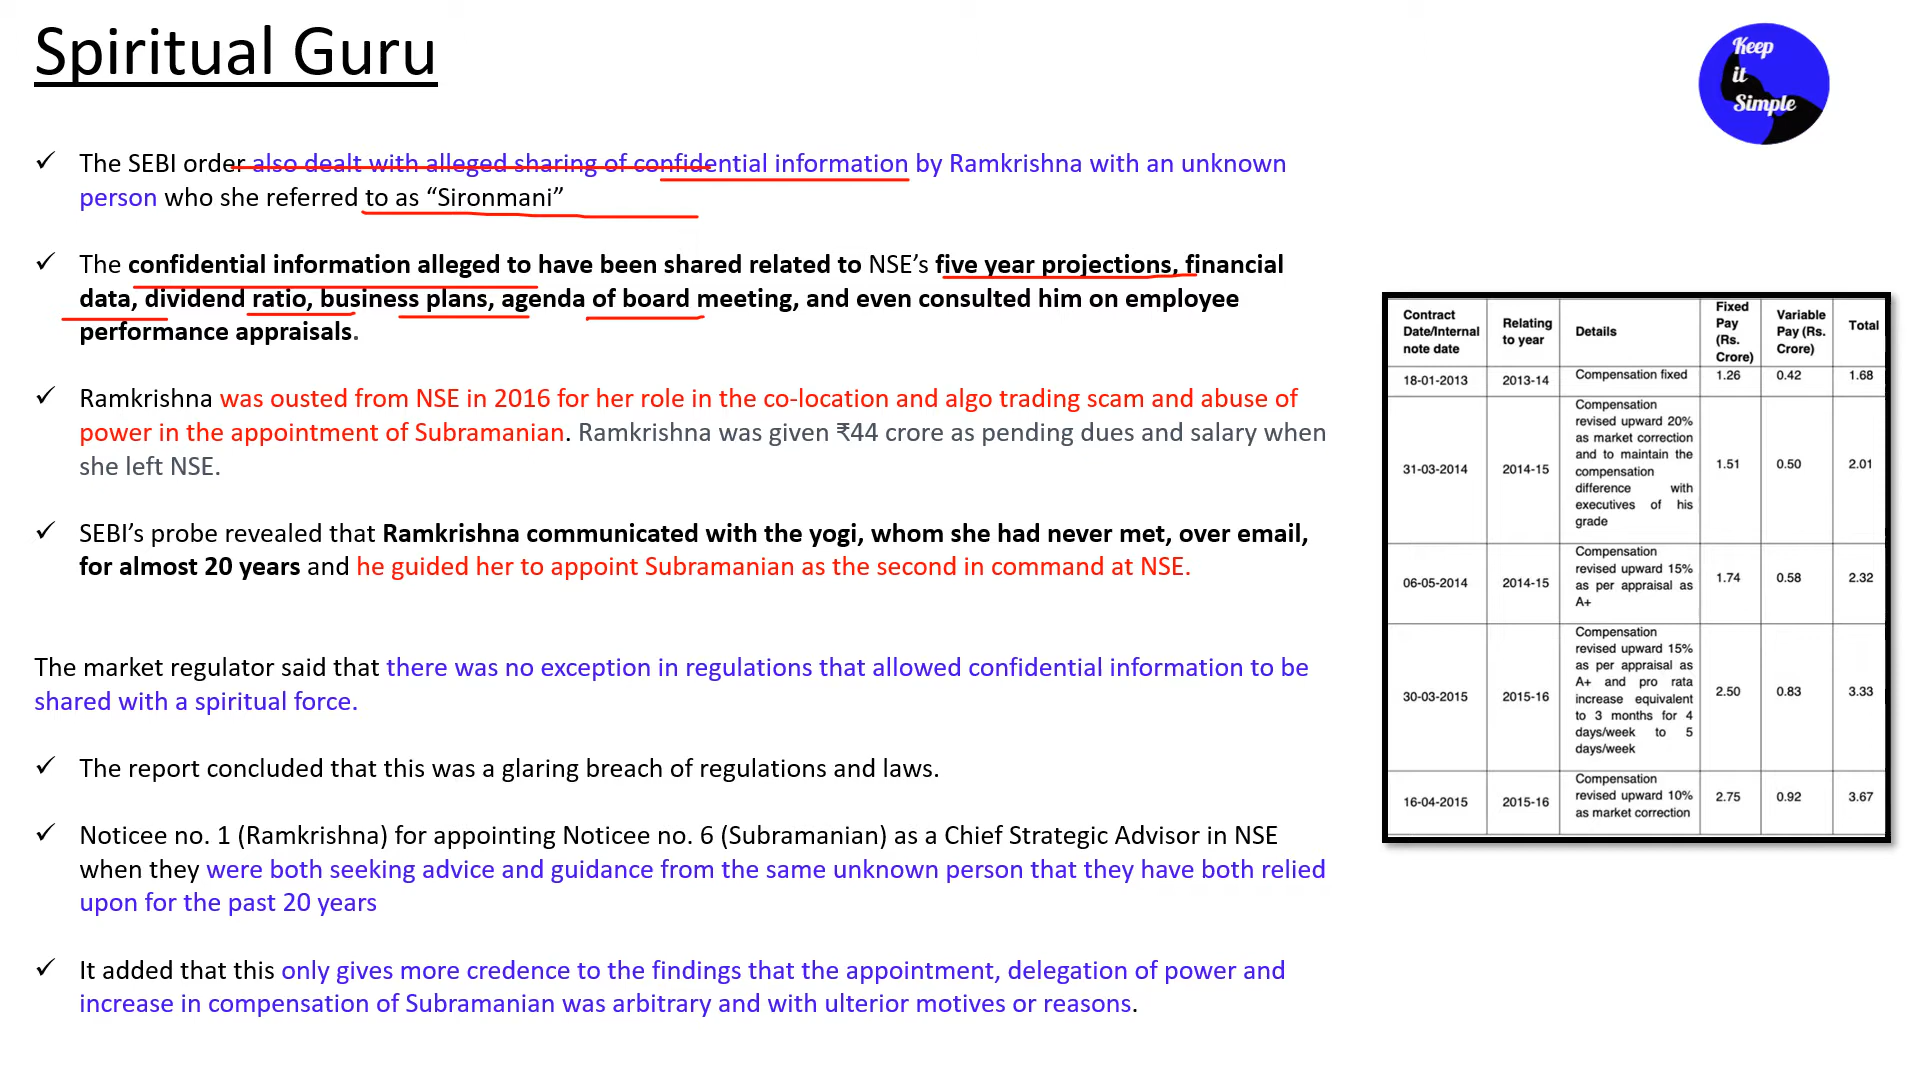 Spiritual Guru
Keep
it
Simple
✓ The SEBI order also dealt with alleged sharing of confidential information by Ramkrishna with an unknown
person who she referred to as “Sironmani”
✓ The confidential information alleged to have been shared related to NSE’s five year projections, financial
data, dividend ratio, business plans, agenda of board meeting, and even consulted him on employee
performance appraisals.
✓ Ramkrishna was ousted from NSE in 2016 for her role in the co-location and algo trading scam and abuse of
power in the appointment of Subramanian. Ramkrishna was given ₹44 crore as pending dues and salary when
she left NSE.
✓ SEBI’s probe revealed that Ramkrishna communicated with the yogi, whom she had never met, over email,
for almost 20 years and he guided her to appoint Subramanian as the second in command at NSE.
The market regulator said that there was no exception in regulations that allowed confidential information to be
shared with a spiritual force.
✓ The report concluded that this was a glaring breach of regulations and laws.
✓ Noticee no. 1 (Ramkrishna) for appointing Noticee no. 6 (Subramanian) as a Chief Strategic Advisor in NSE
when they were both seeking advice and guidance from the same unknown person that they have both relied
upon for the past 20 years
✓ It added that this only gives more credence to the findings that the appointment, delegation of power and
increase in compensation of Subramanian was arbitrary and with ulterior motives or reasons.
Contract
Date/Internal
note date
Relating
to year
Details
Fixed
Pay
(Rs.
Crore)
Variable
Pay (Rs.
Crore)
Total
18-01-2013 2013-14 Compensation fixed 1.26 0.42 1.68
Compensation
revised upward 20%
as market correction
and to maintain the
31-03-2014 2014-15 compensation 1.51 0.50 2.01
difference with
executives of his
grade
Compensation
revised upward 15%
06-05-2014 2014-15 as per appraisal as 1.74 0.58 2.32
A+
Compensation
revised upward 15%
as per appraisal as
A+ and pro rata
30-03-2015 2015-16 increase equivalent 2.50 0.83 3.33
to 3 months for 4
days/week to 5
days/week
Compensation
16-04-2015 2015-16 revised upward 10% 2.75 0.92 3.67
as market correction